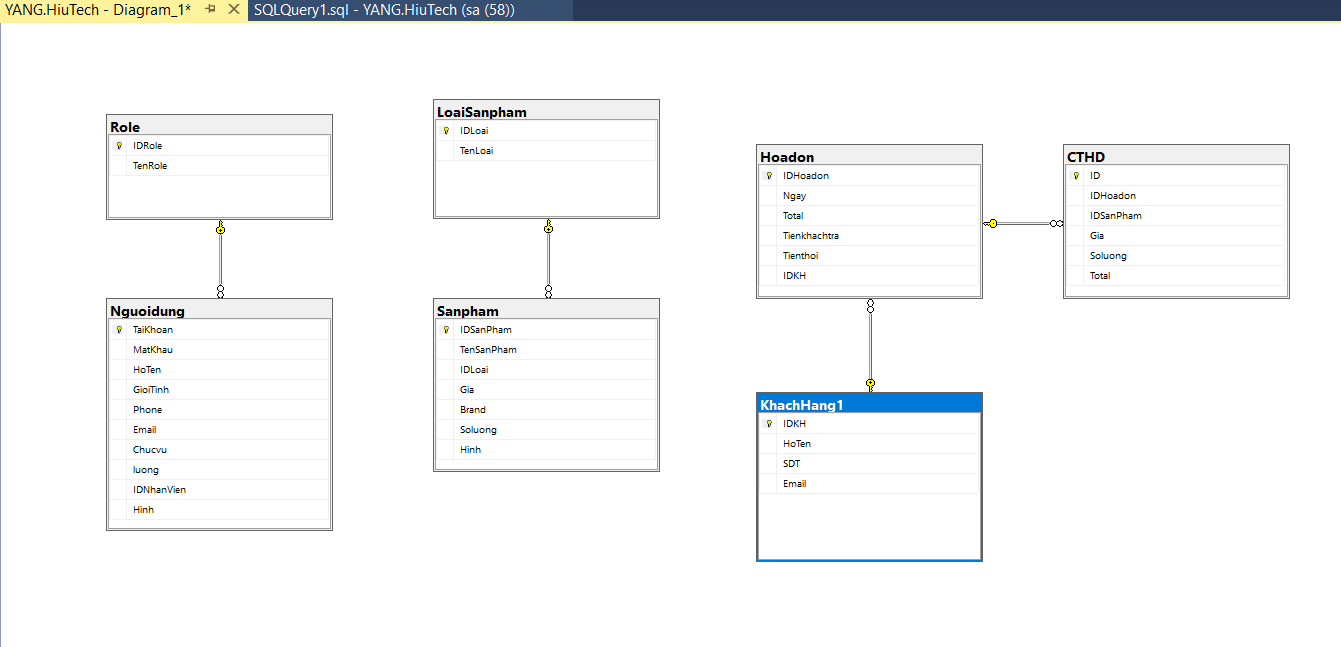 YANG.HiuTech - Diagram_1*
SQLQuery1.sql - YANG.HiuTech (sa (58))
Role
IDRole
TenRole
LoaiSanpham
IDLoai
TenLoai
Hoadon
IDHoadon
Ngay
Total
Tienkhachtra
Tienthoi
IDKH
CTHD
ID
IDHoadon
IDSanPham
Gia
Soluong
Total
Nguoidung
TaiKhoan
MatKhau
HoTen
GioiTinh
Phone
Email
Chucvu
luong
IDNhanVien
Hinh
Sanpham
IDSanPham
TenSanPham
IDLoai
Gia
Brand
Soluong
Hinh
KhachHang1
IDKH
HoTen
SDT
Email